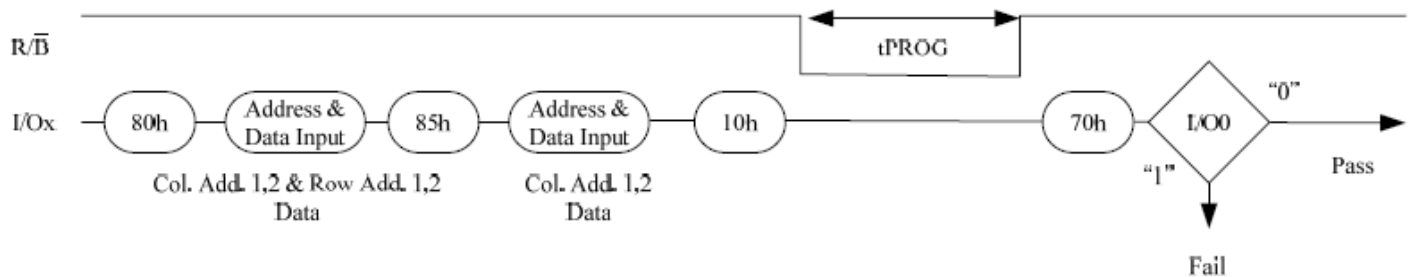 R/B̅
tPROG
I/Ox
80h
Address &
Data Input
85h
Address &
Data Input
10h
70h
I/O0
“0”
“1”
Pass
Col. Add. 1,2 & Row Add. 1,2
Data
Col. Add. 1,2
Data
Fail